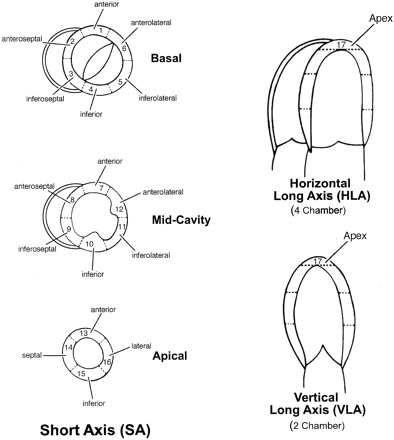 anterior
anteroseptal
anterolateral
1
2
6
3
5
4
Basal
inferoseptal
inferolateral
inferior
anterior
anteroseptal
anterolateral
7
8
12
9
11
10
Mid-Cavity
inferoseptal
inferolateral
inferior
anterior
13
14
septal
lateral
16
15
Apical
inferior
Short Axis (SA)
Apex
17
Horizontal
Long Axis (HLA)
(4 Chamber)
Apex
17
Vertical
Long Axis (VLA)
(2 Chamber)